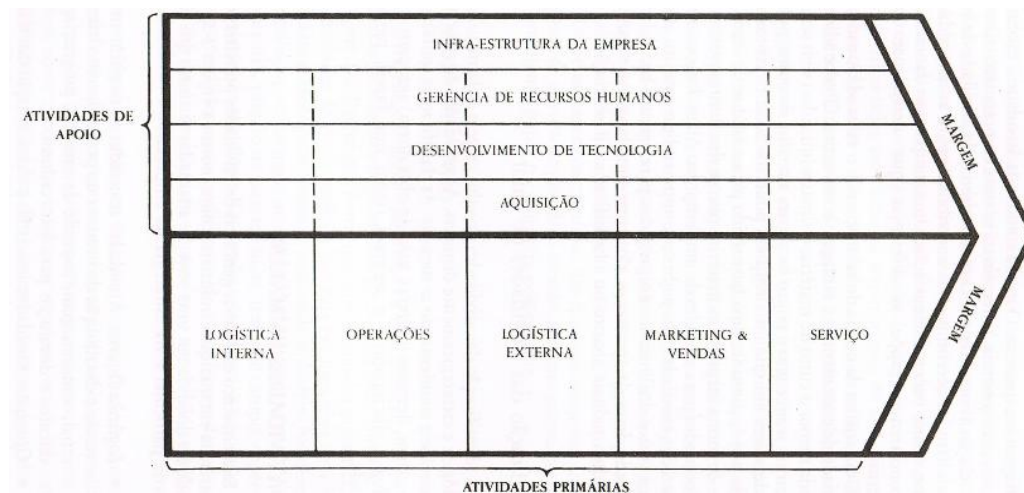 INFRA-ESTRUTURA DA EMPRESA
GERÊNCIA DE RECURSOS HUMANOS
ATIVIDADES DE
APOIO
DESENVOLVIMENTO DE TECNOLOGIA
AQUISIÇÃO
MARGEM
LOGÍSTICA
INTERNA
OPERAÇÕES
LOGÍSTICA
EXTERNA
MARKETING &
VENDAS
SERVIÇO
MARGEM
ATIVIDADES PRIMÁRIAS